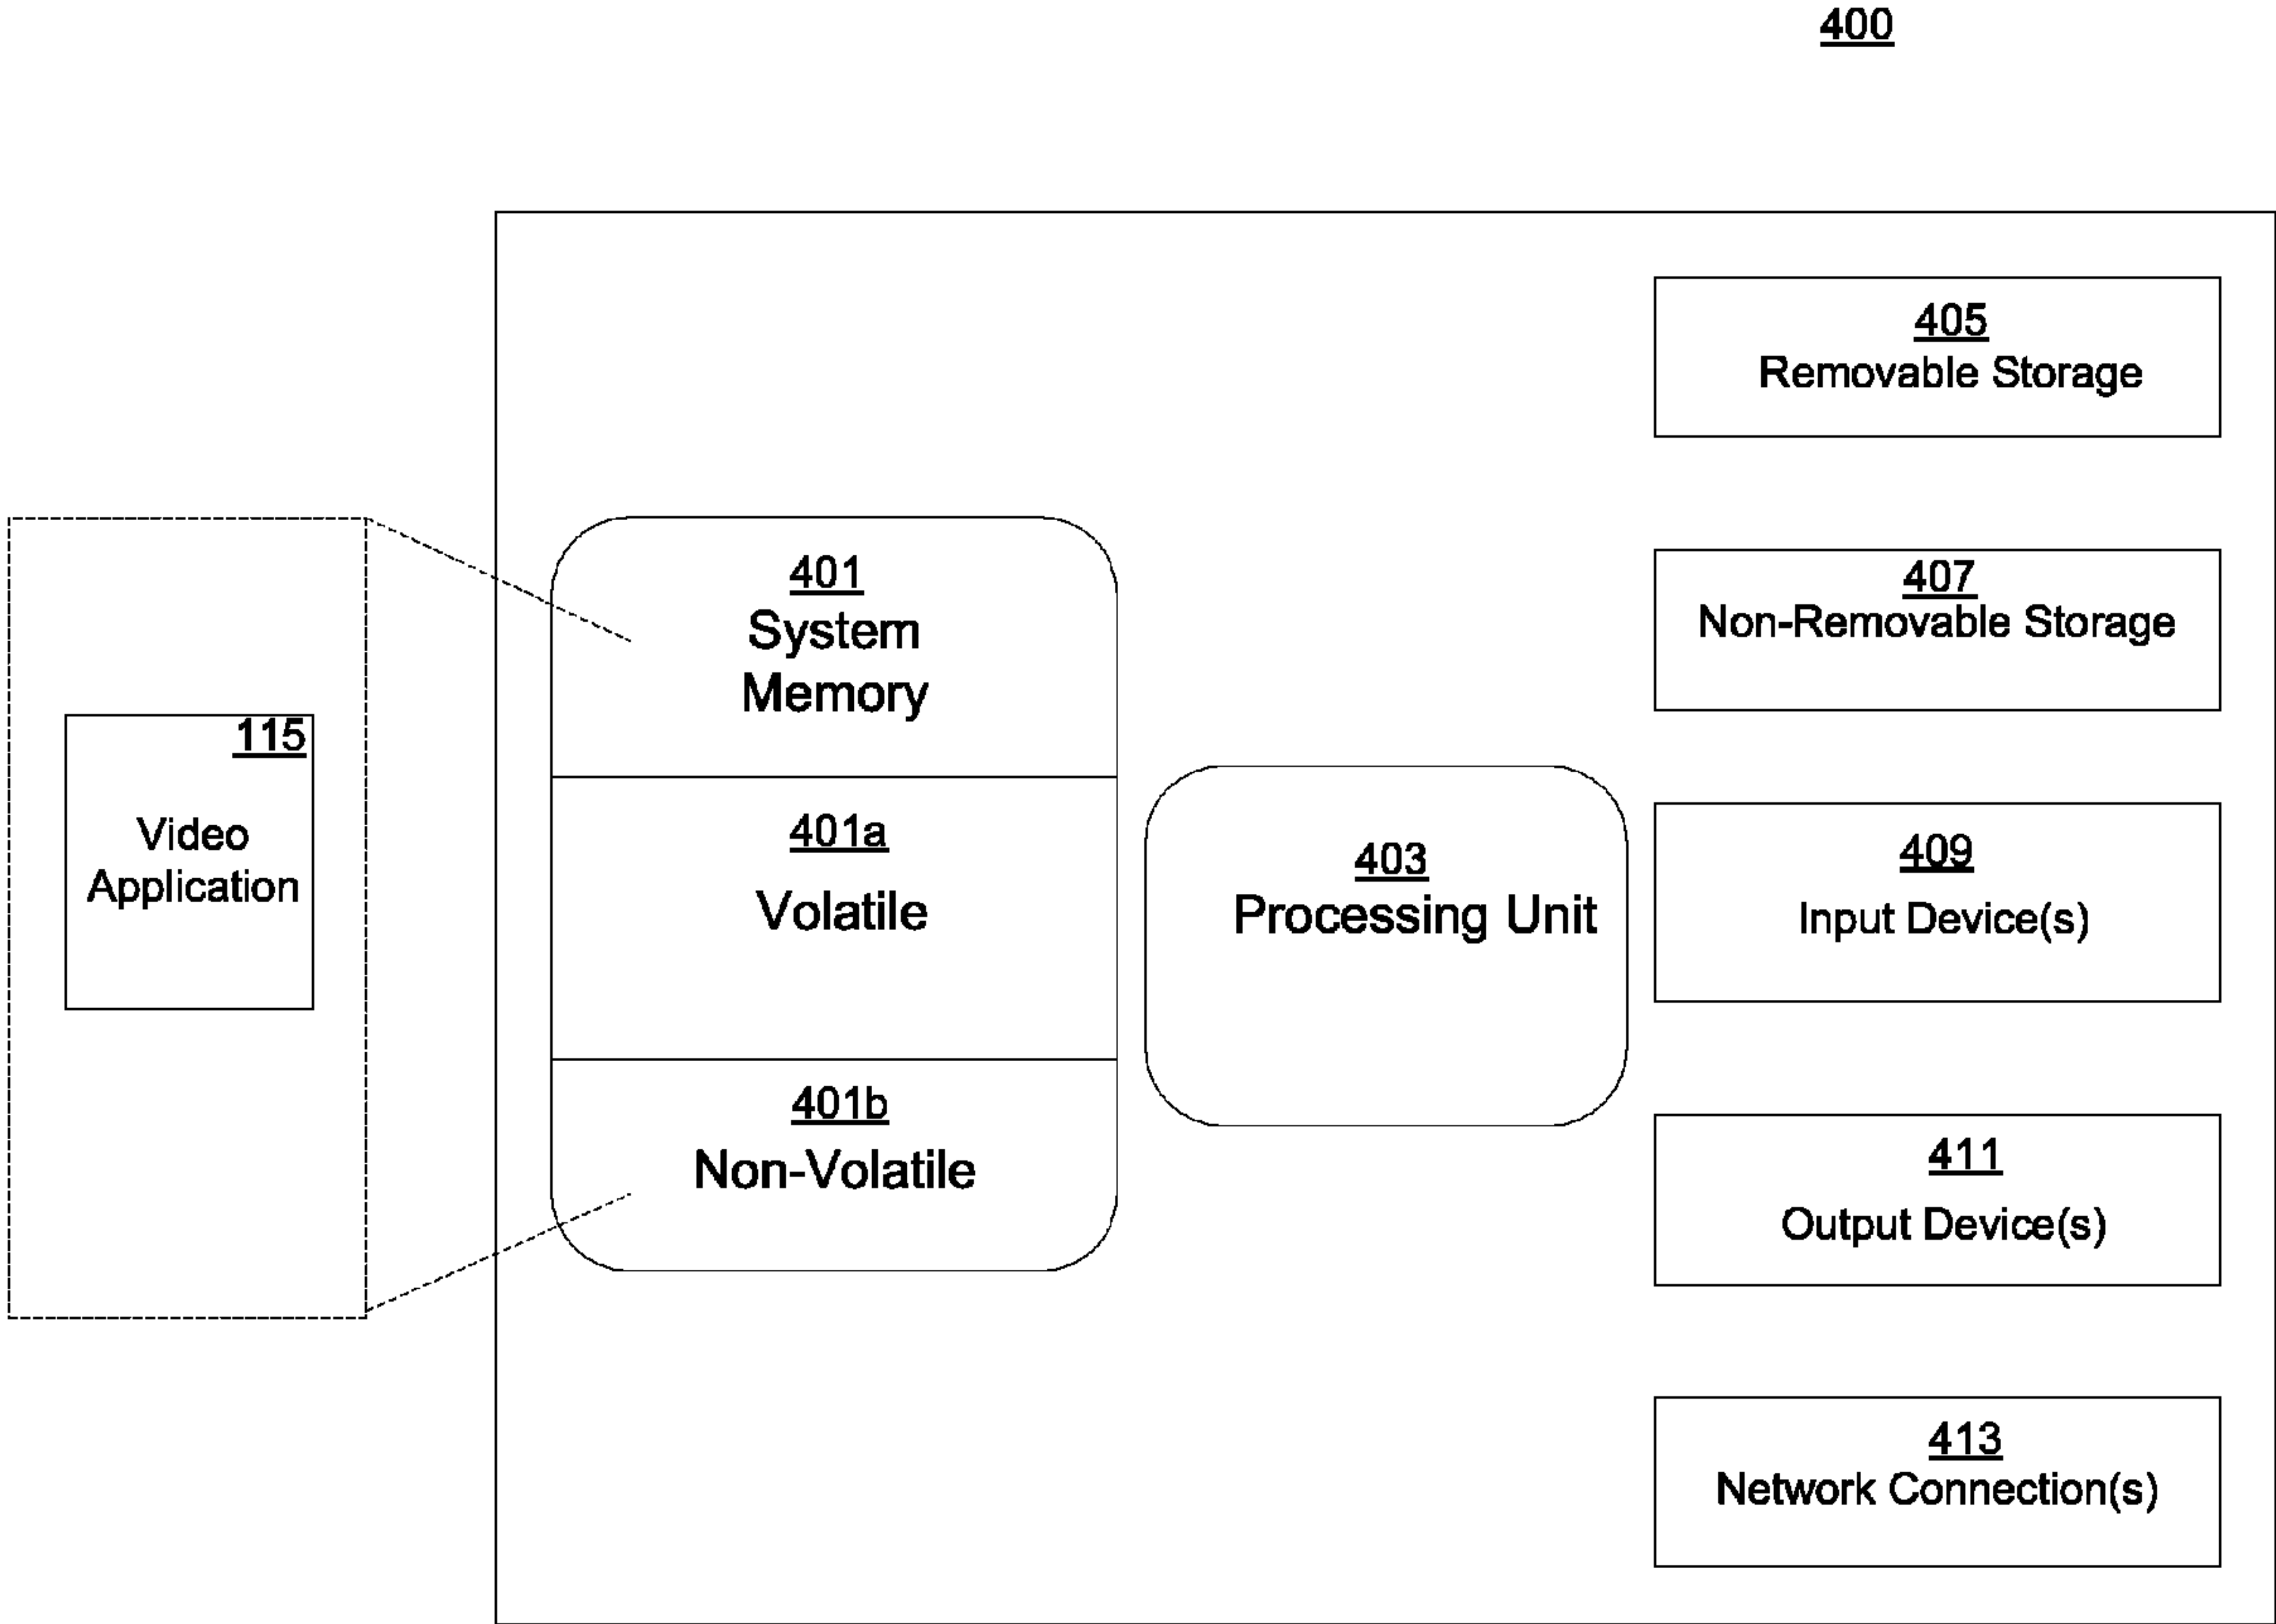 400
115
Video
Application
401
System
Memory
401a
Volatile
401b
Non-Volatile
403
Processing Unit
405
Removable Storage
407
Non-Removable Storage
409
Input Device(s)
411
Output Device(s)
413
Network Connection(s)